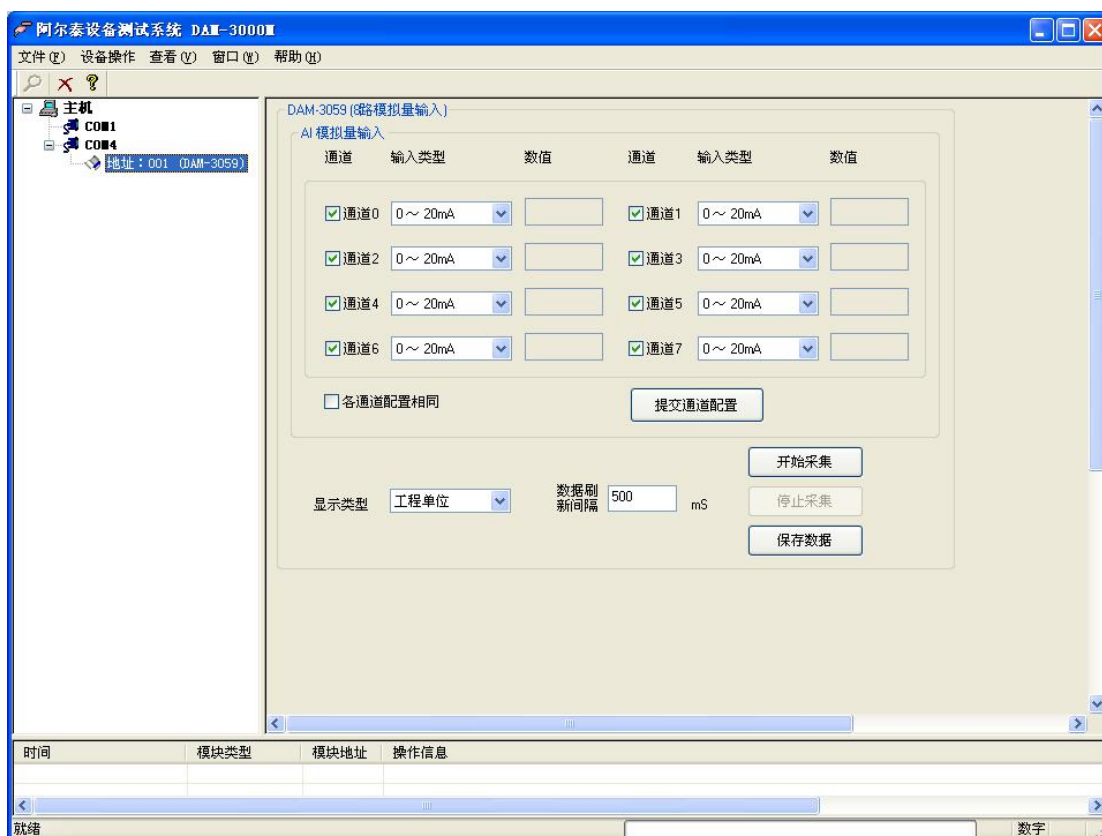 阿尔泰设备测试系统 DAM-3000M
文件(F) 设备操作 查看(V) 窗口(W) 帮助(H)
主机
COM1
COM4
地址：001 (DAM-3059)
DAM-3059 (8路模拟量输入)
AI 模拟量输入
通道 输入类型 数值 通道 输入类型 数值
通道0 0～ 20mA 通道1 0～ 20mA
通道2 0～ 20mA 通道3 0～ 20mA
通道4 0～ 20mA 通道5 0～ 20mA
通道6 0～ 20mA 通道7 0～ 20mA
各通道配置相同 提交通道配置
开始采集
显示类型 工程单位 数据刷新间隔 500 mS 停止采集
保存数据
时间 模块类型 模块地址 操作信息
就绪 数字